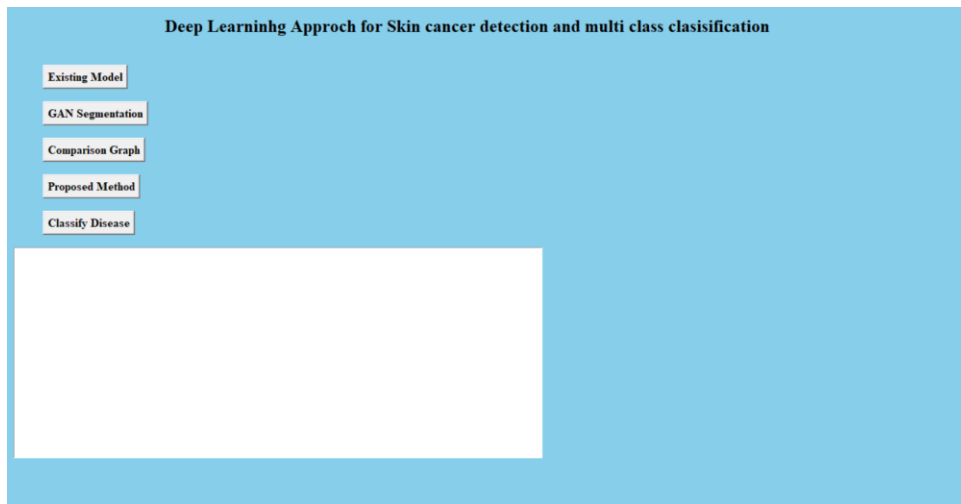 Deep Learninhg Approch for Skin cancer detection and multi class clasisification
Existing Model
GAN Segmentation
Comparison Graph
Proposed Method
Classify Disease